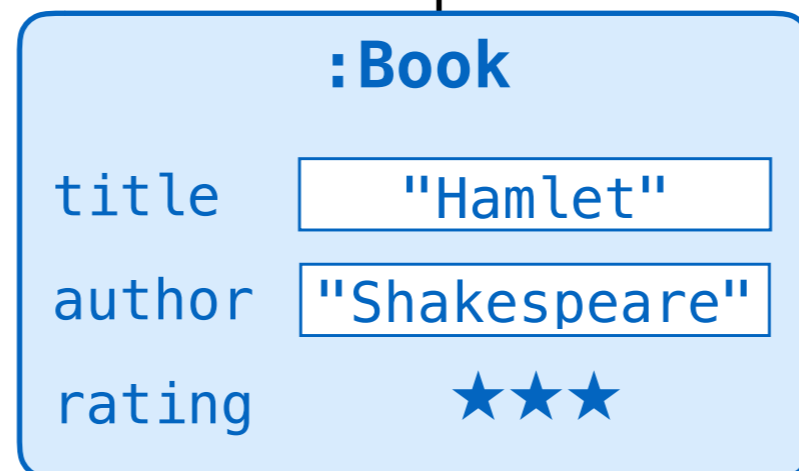 :Book
title "Hamlet"
author "Shakespeare"
rating ★★★